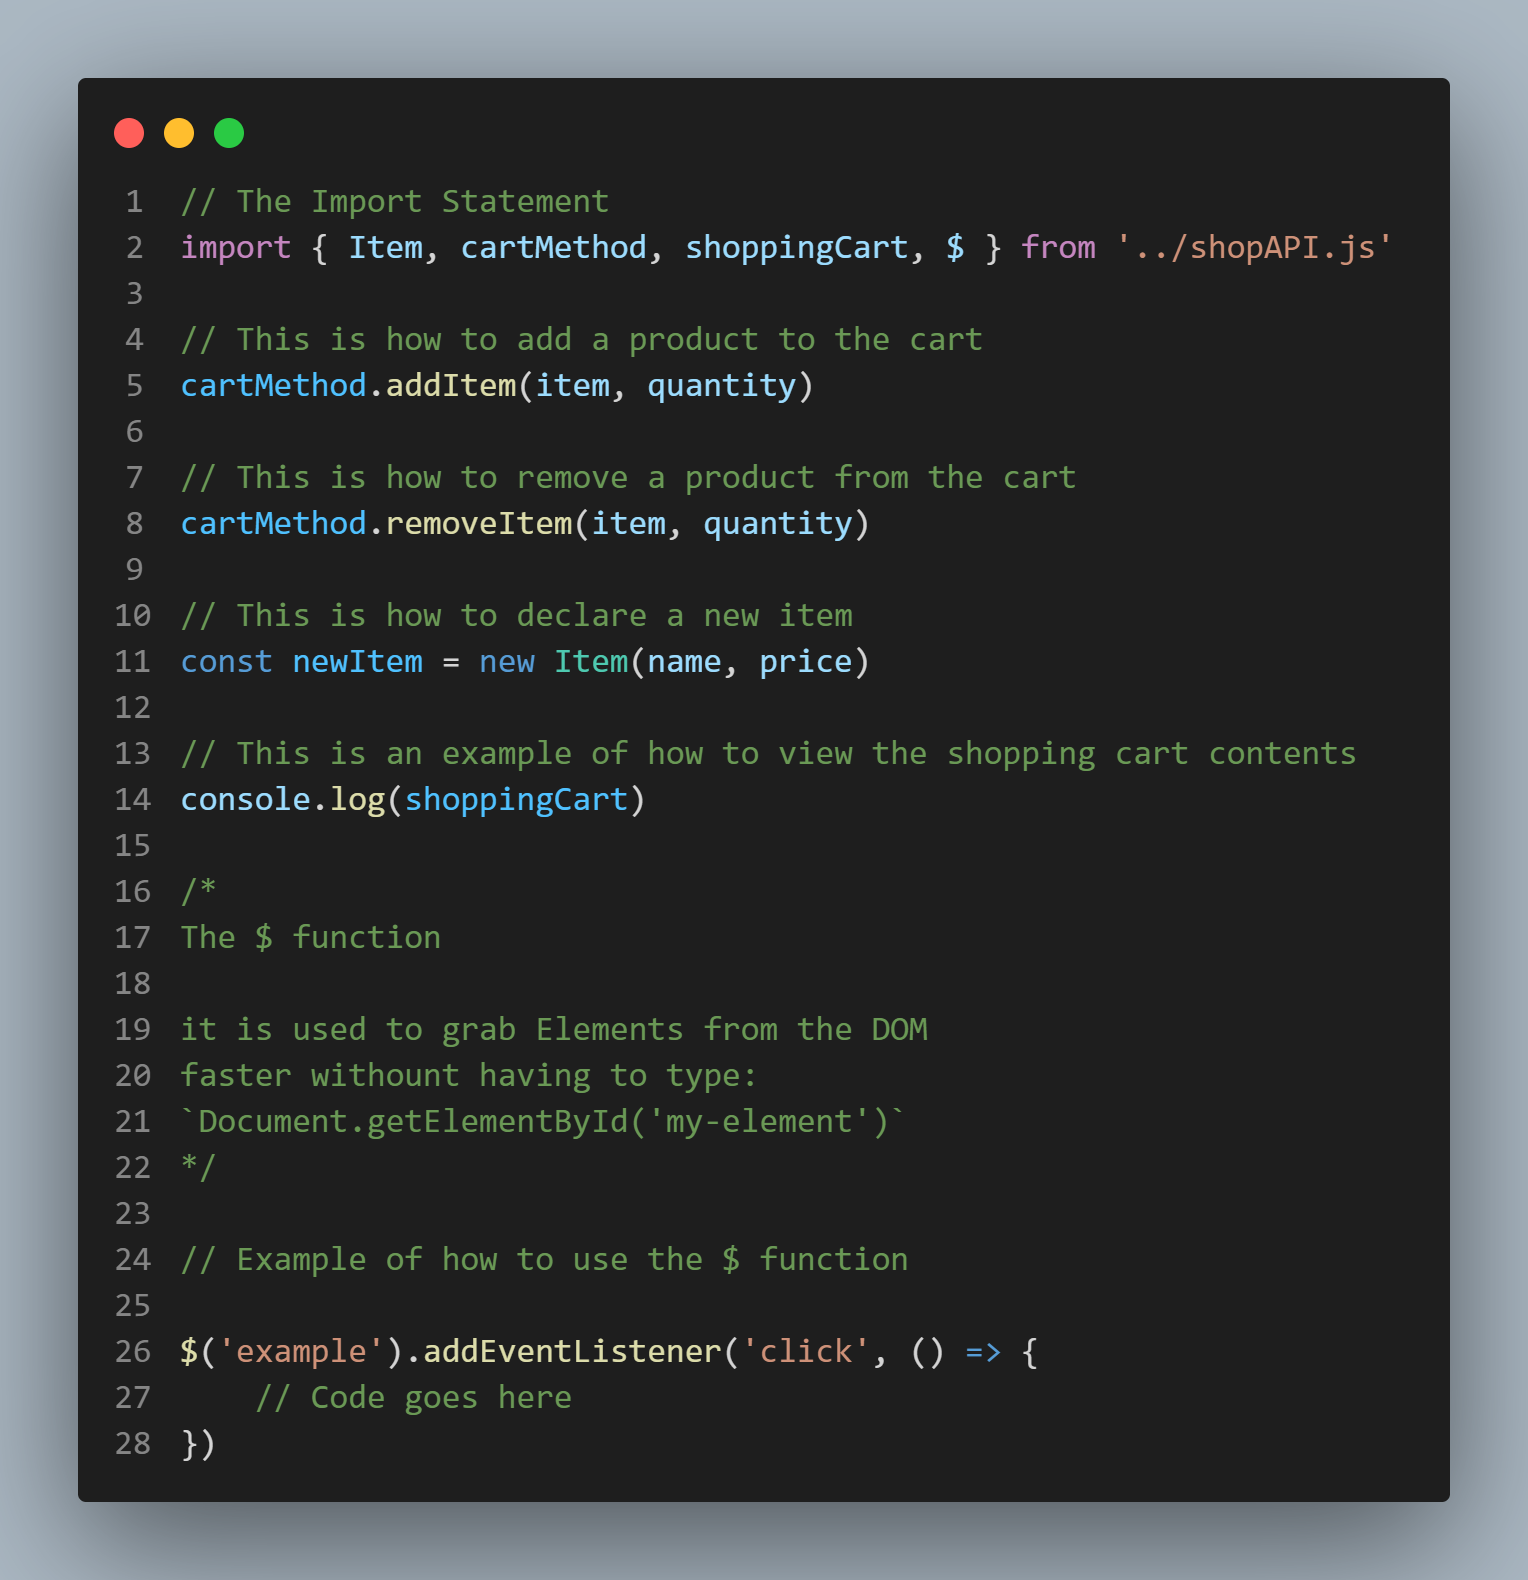 1 // The Import Statement
2 import { Item, cartMethod, shoppingCart, $ } from '../shopAPI.js'
3
4 // This is how to add a product to the cart
5 cartMethod.addItem(item, quantity)
6
7 // This is how to remove a product from the cart
8 cartMethod.removeItem(item, quantity)
9
10 // This is how to declare a new item
11 const newItem = new Item(name, price)
12
13 // This is an example of how to view the shopping cart contents
14 console.log(shoppingCart)
15
16 /*
17 The $ function
18
19 it is used to grab Elements from the DOM
20 faster withount having to type:
21 `Document.getElementById('my-element')`
22 */
23
24 // Example of how to use the $ function
25
26 $('example').addEventListener('click', () => {
27     // Code goes here
28 })